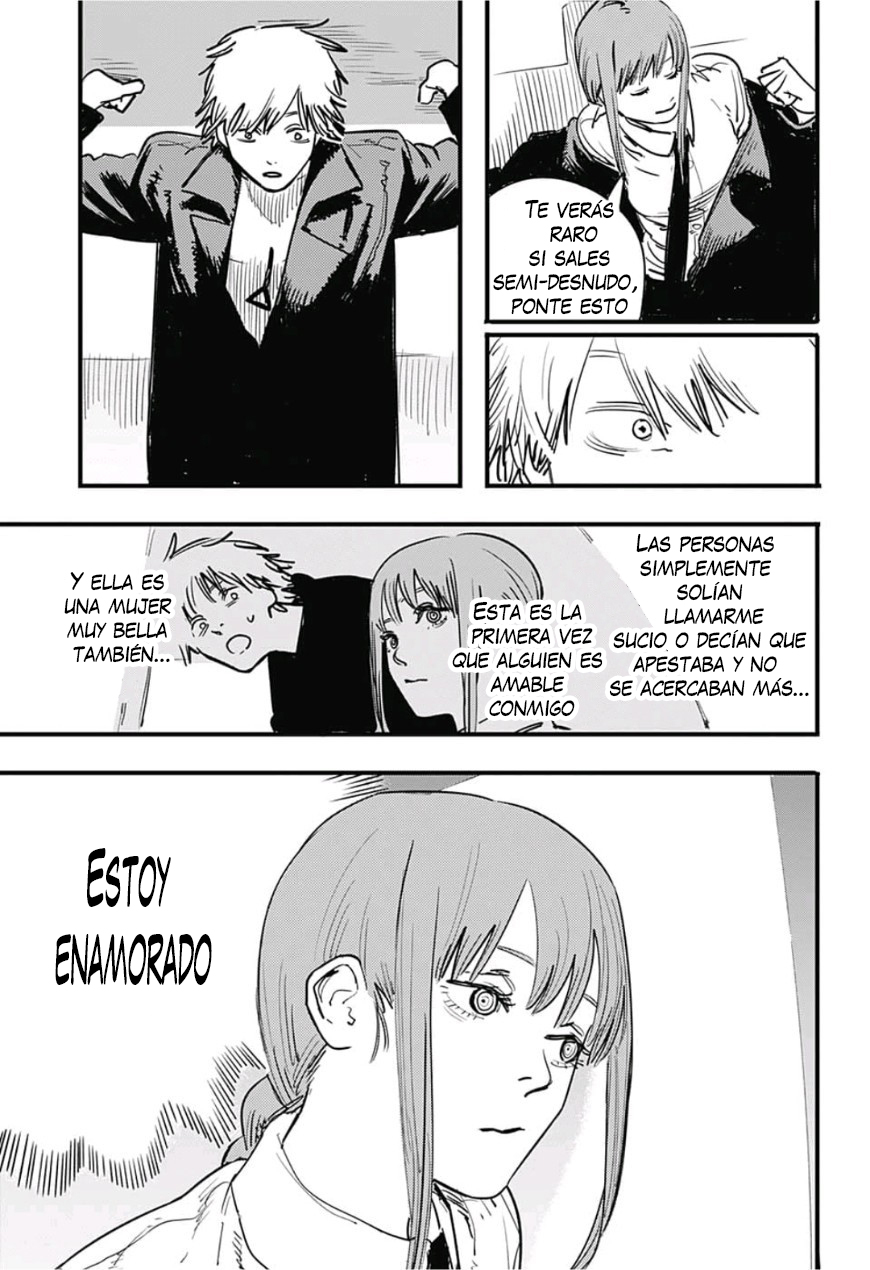 TE VERÁS
RARO
SI SALES
SEMI-DESNUDO,
PONTE ESTO
LAS PERSONAS
SIMPLEMENTE
SOLÍAN
LLAMARME
SUCIO O DECÍAN QUE
APESTABA Y NO
SE ACERCABAN MÁS...
ESTA ES LA
PRIMERA VEZ
QUE ALGUIEN ES
AMABLE
CONMIGO
Y ELLA ES
UNA MUJER
MUY BELLA
TAMBIÉN...
ESTOY
ENAMORADO